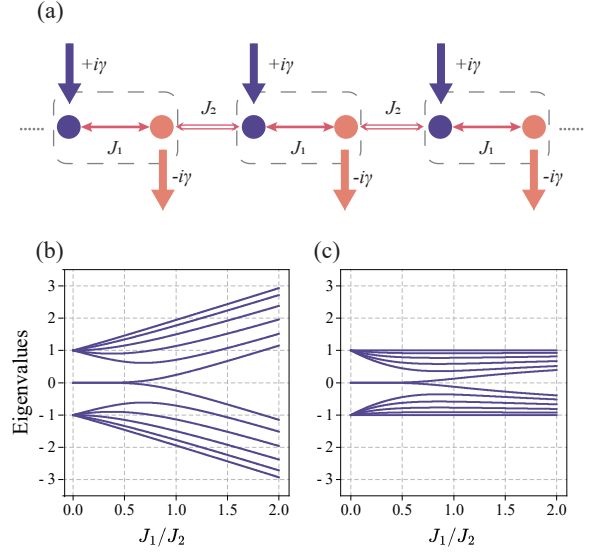 (a)
+iγ +iγ +iγ
J₂ J₂
...... ......
J₁ J₁ J₁
-iγ -iγ -iγ
(b) (c)
3 3
2 2
1 1
0 0
-1 -1
-2 -2
-3 -3
Eigenvalues
0.0 0.5 1.0 1.5 2.0 0.0 0.5 1.0 1.5 2.0
J₁/J₂ J₁/J₂